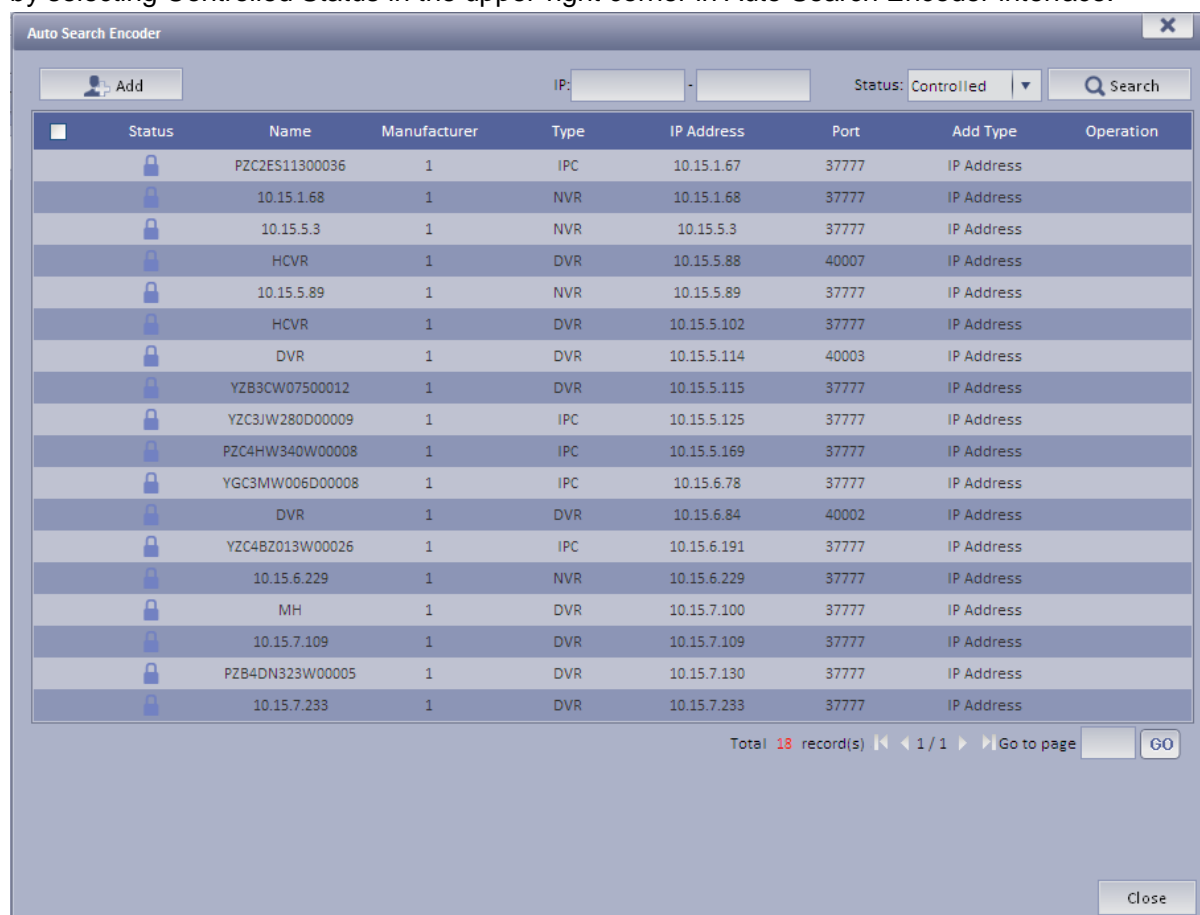 by selecting Controlled Status in the upper right corner in Auto Search Encoder interface.
Auto Search Encoder
Add IP: - Status: Controlled Search
Status Name Manufacturer Type IP Address Port Add Type Operation
PZC2ES11300036 1 IPC 10.15.1.67 37777 IP Address
10.15.1.68 1 NVR 10.15.1.68 37777 IP Address
10.15.5.3 1 NVR 10.15.5.3 37777 IP Address
HCVR 1 DVR 10.15.5.88 40007 IP Address
10.15.5.89 1 NVR 10.15.5.89 37777 IP Address
HCVR 1 DVR 10.15.5.102 37777 IP Address
DVR 1 DVR 10.15.5.114 40003 IP Address
YZB3CW07500012 1 DVR 10.15.5.115 37777 IP Address
YZC3JW280D00009 1 IPC 10.15.5.125 37777 IP Address
PZC4HW340W00008 1 IPC 10.15.5.169 37777 IP Address
YGC3MW006D00008 1 IPC 10.15.6.78 37777 IP Address
DVR 1 DVR 10.15.6.84 40002 IP Address
YZC4BZ013W00026 1 IPC 10.15.6.191 37777 IP Address
10.15.6.229 1 NVR 10.15.6.229 37777 IP Address
MH 1 DVR 10.15.7.100 37777 IP Address
10.15.7.109 1 DVR 10.15.7.109 37777 IP Address
PZB4DN323W00005 1 DVR 10.15.7.130 37777 IP Address
10.15.7.233 1 DVR 10.15.7.233 37777 IP Address
Total 18 record(s) 1 / 1 Go to page GO
Close